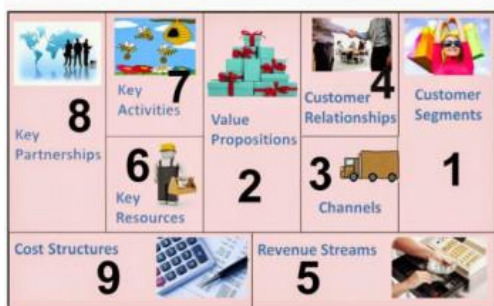 8
Key
Partnerships
7
Key
Activities
6
Key
Resources
Value
Propositions
2
4
Customer
Relationships
3
Channels
Customer
Segments
1
Cost Structures
9
Revenue Streams
5